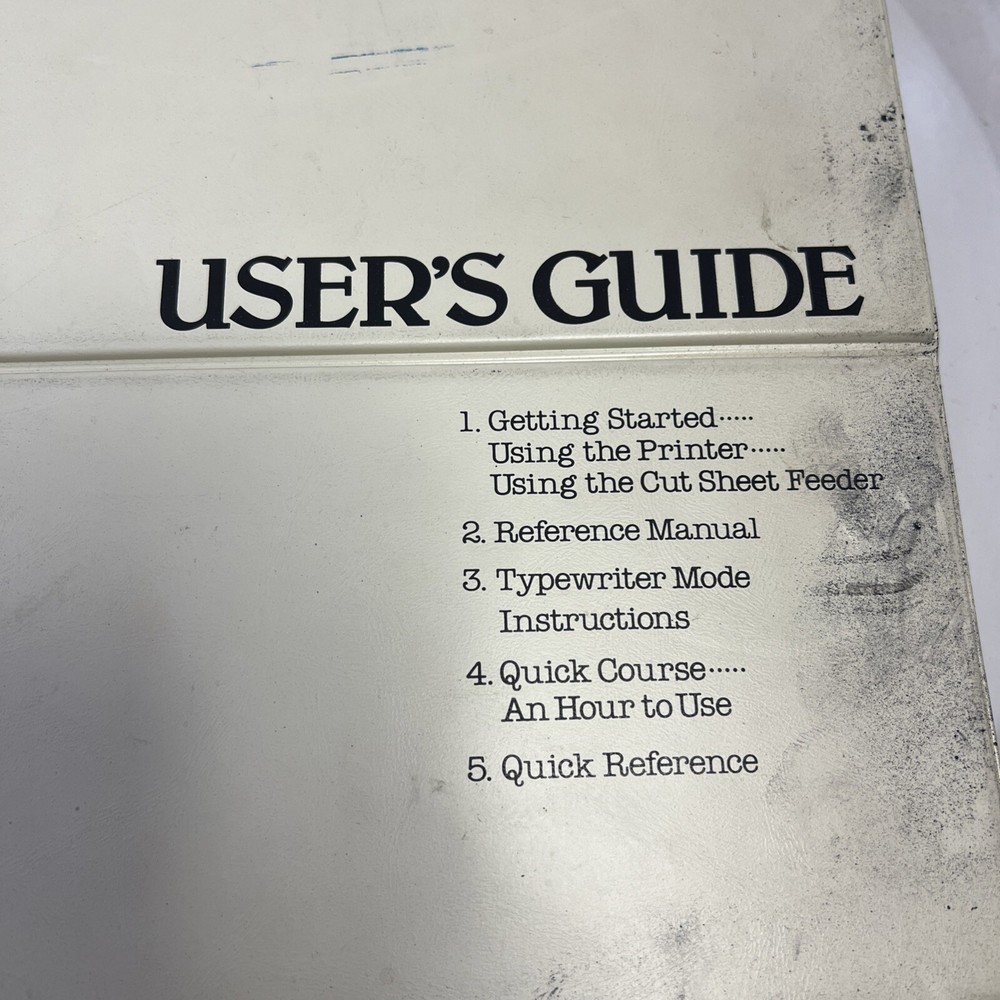 USER'S GUIDE
1. Getting Started·····
Using the Printer·····
Using the Cut Sheet Feeder
2. Reference Manual
3. Typewriter Mode
Instructions
4. Quick Course·····
An Hour to Use
5. Quick Reference